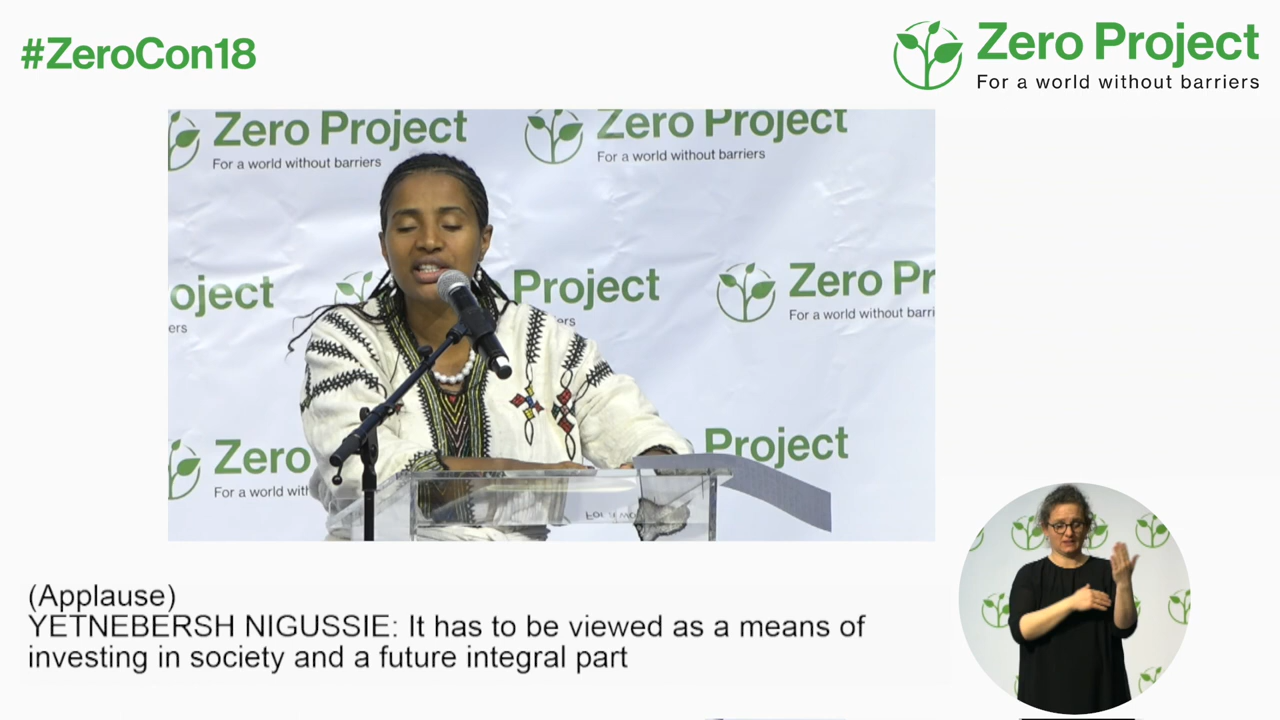 #ZeroCon18
Zero Project
For a world without barriers
Zero Project
For a world without barriers
Zero Project
For a world without barriers
oject
ers
Project
ers
Zero Pr
For a world without barri
Zero
For a world with
Project
(Applause)
YETNEBERSH NIGUSSIE: It has to be viewed as a means of
investing in society and a future integral part